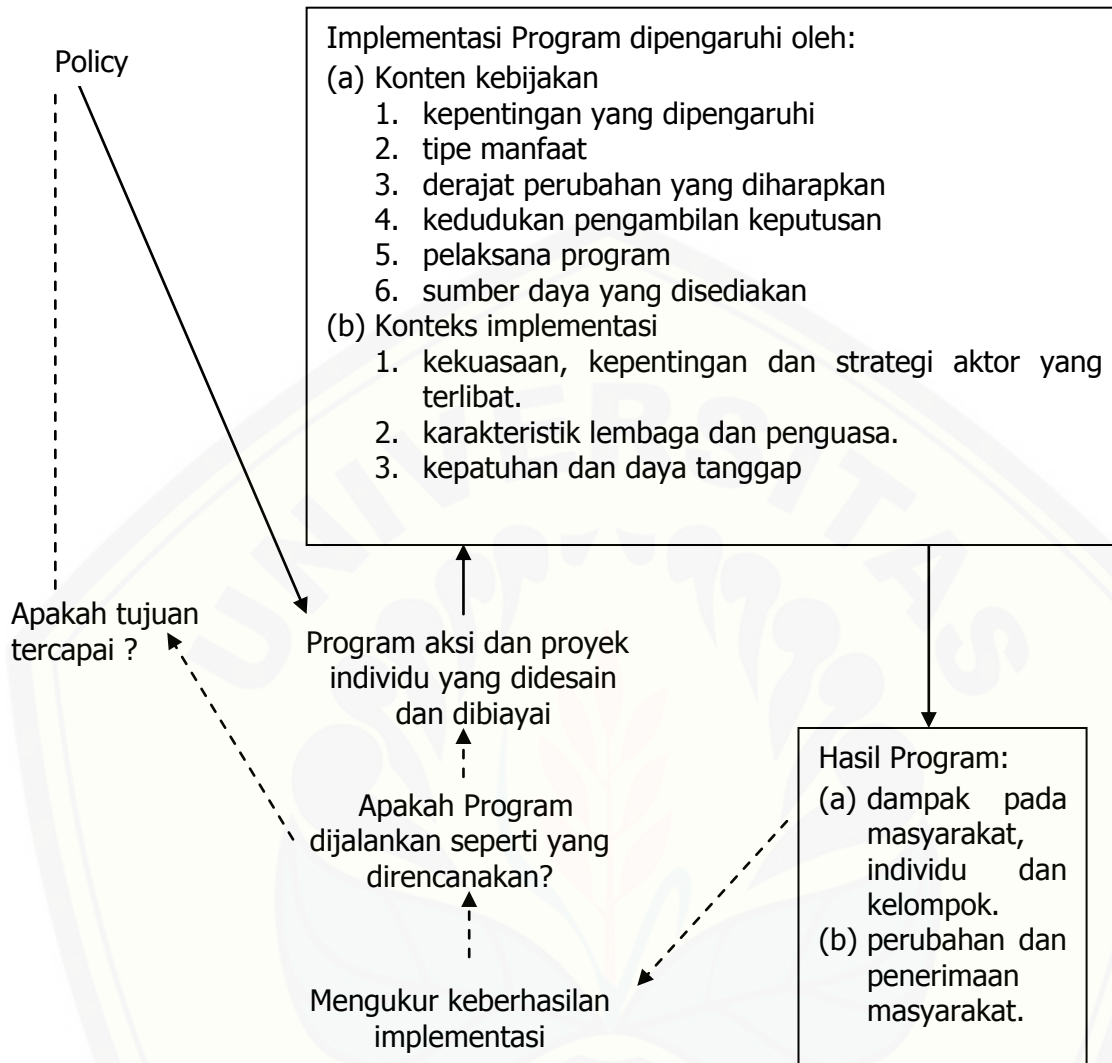 Policy
Implementasi Program dipengaruhi oleh:
(a) Konten kebijakan
1. kepentingan yang dipengaruhi
2. tipe manfaat
3. derajat perubahan yang diharapkan
4. kedudukan pengambilan keputusan
5. pelaksana program
6. sumber daya yang disediakan
(b) Konteks implementasi
1. kekuasaan, kepentingan dan strategi aktor yang
terlibat.
2. karakteristik lembaga dan penguasa.
3. kepatuhan dan daya tanggap
Apakah tujuan
tercapai ?
Program aksi dan proyek
individu yang didesain
dan dibiayai
Apakah Program
dijalankan seperti yang
direncanakan?
Mengukur keberhasilan
implementasi
Hasil Program:
(a) dampak pada
masyarakat,
individu dan
kelompok.
(b) perubahan dan
penerimaan
masyarakat.
UNIVERSITAS